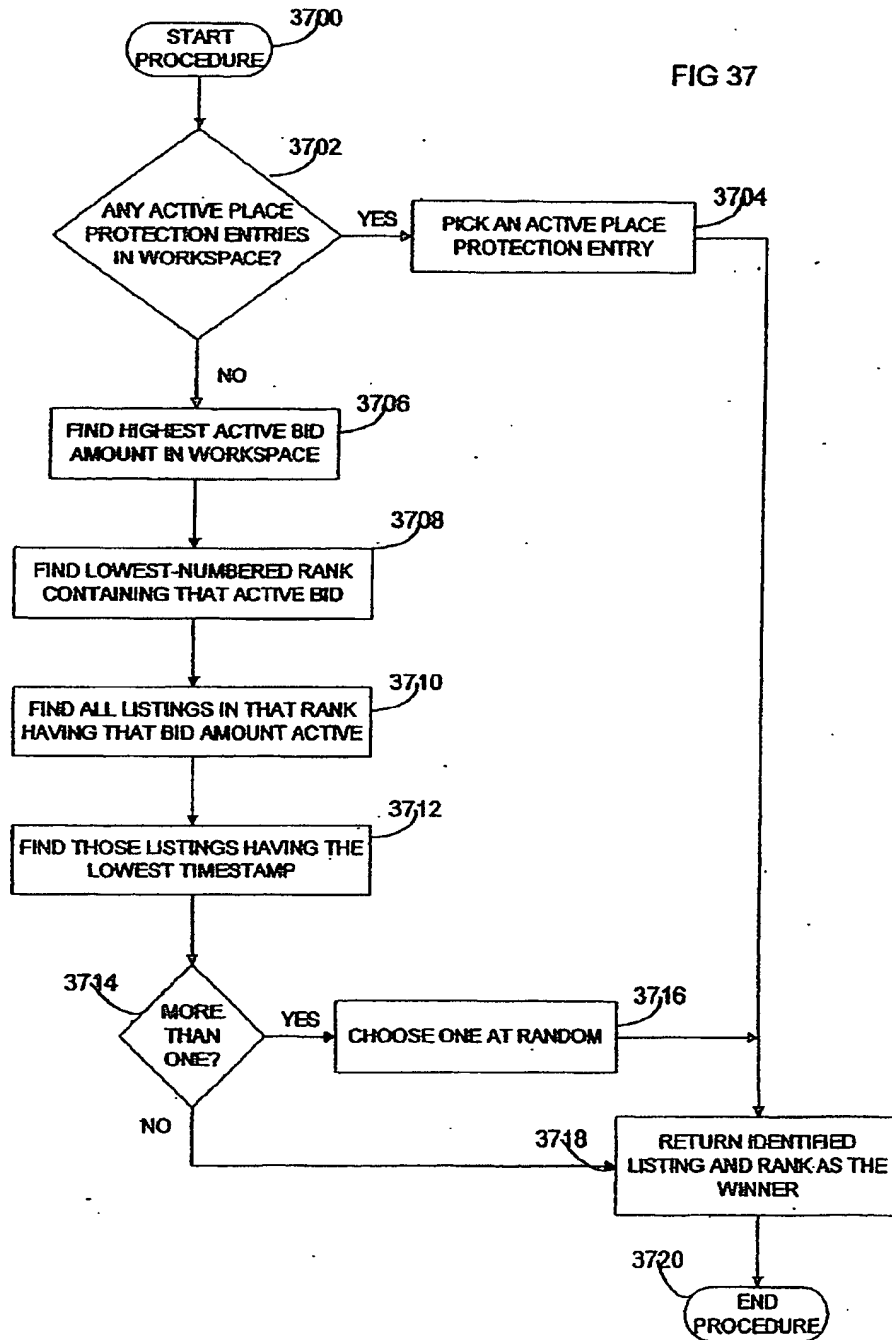 3700
START
PROCEDURE
FIG 37
3702
ANY ACTIVE PLACE
PROTECTION ENTRIES
IN WORKSPACE?
YES
3704
PICK AN ACTIVE PLACE
PROTECTION ENTRY
NO
3706
FIND HIGHEST ACTIVE BID
AMOUNT IN WORKSPACE
3708
FIND LOWEST-NUMBERED RANK
CONTAINING THAT ACTIVE BID
3710
FIND ALL LISTINGS IN THAT RANK
HAVING THAT BID AMOUNT ACTIVE
3712
FIND THOSE LISTINGS HAVING THE
LOWEST TIMESTAMP
3714
MORE
THAN
ONE?
YES
3716
CHOOSE ONE AT RANDOM
NO
3718
RETURN IDENTIFIED
LISTING AND RANK AS THE
WINNER
3720
END
PROCEDURE